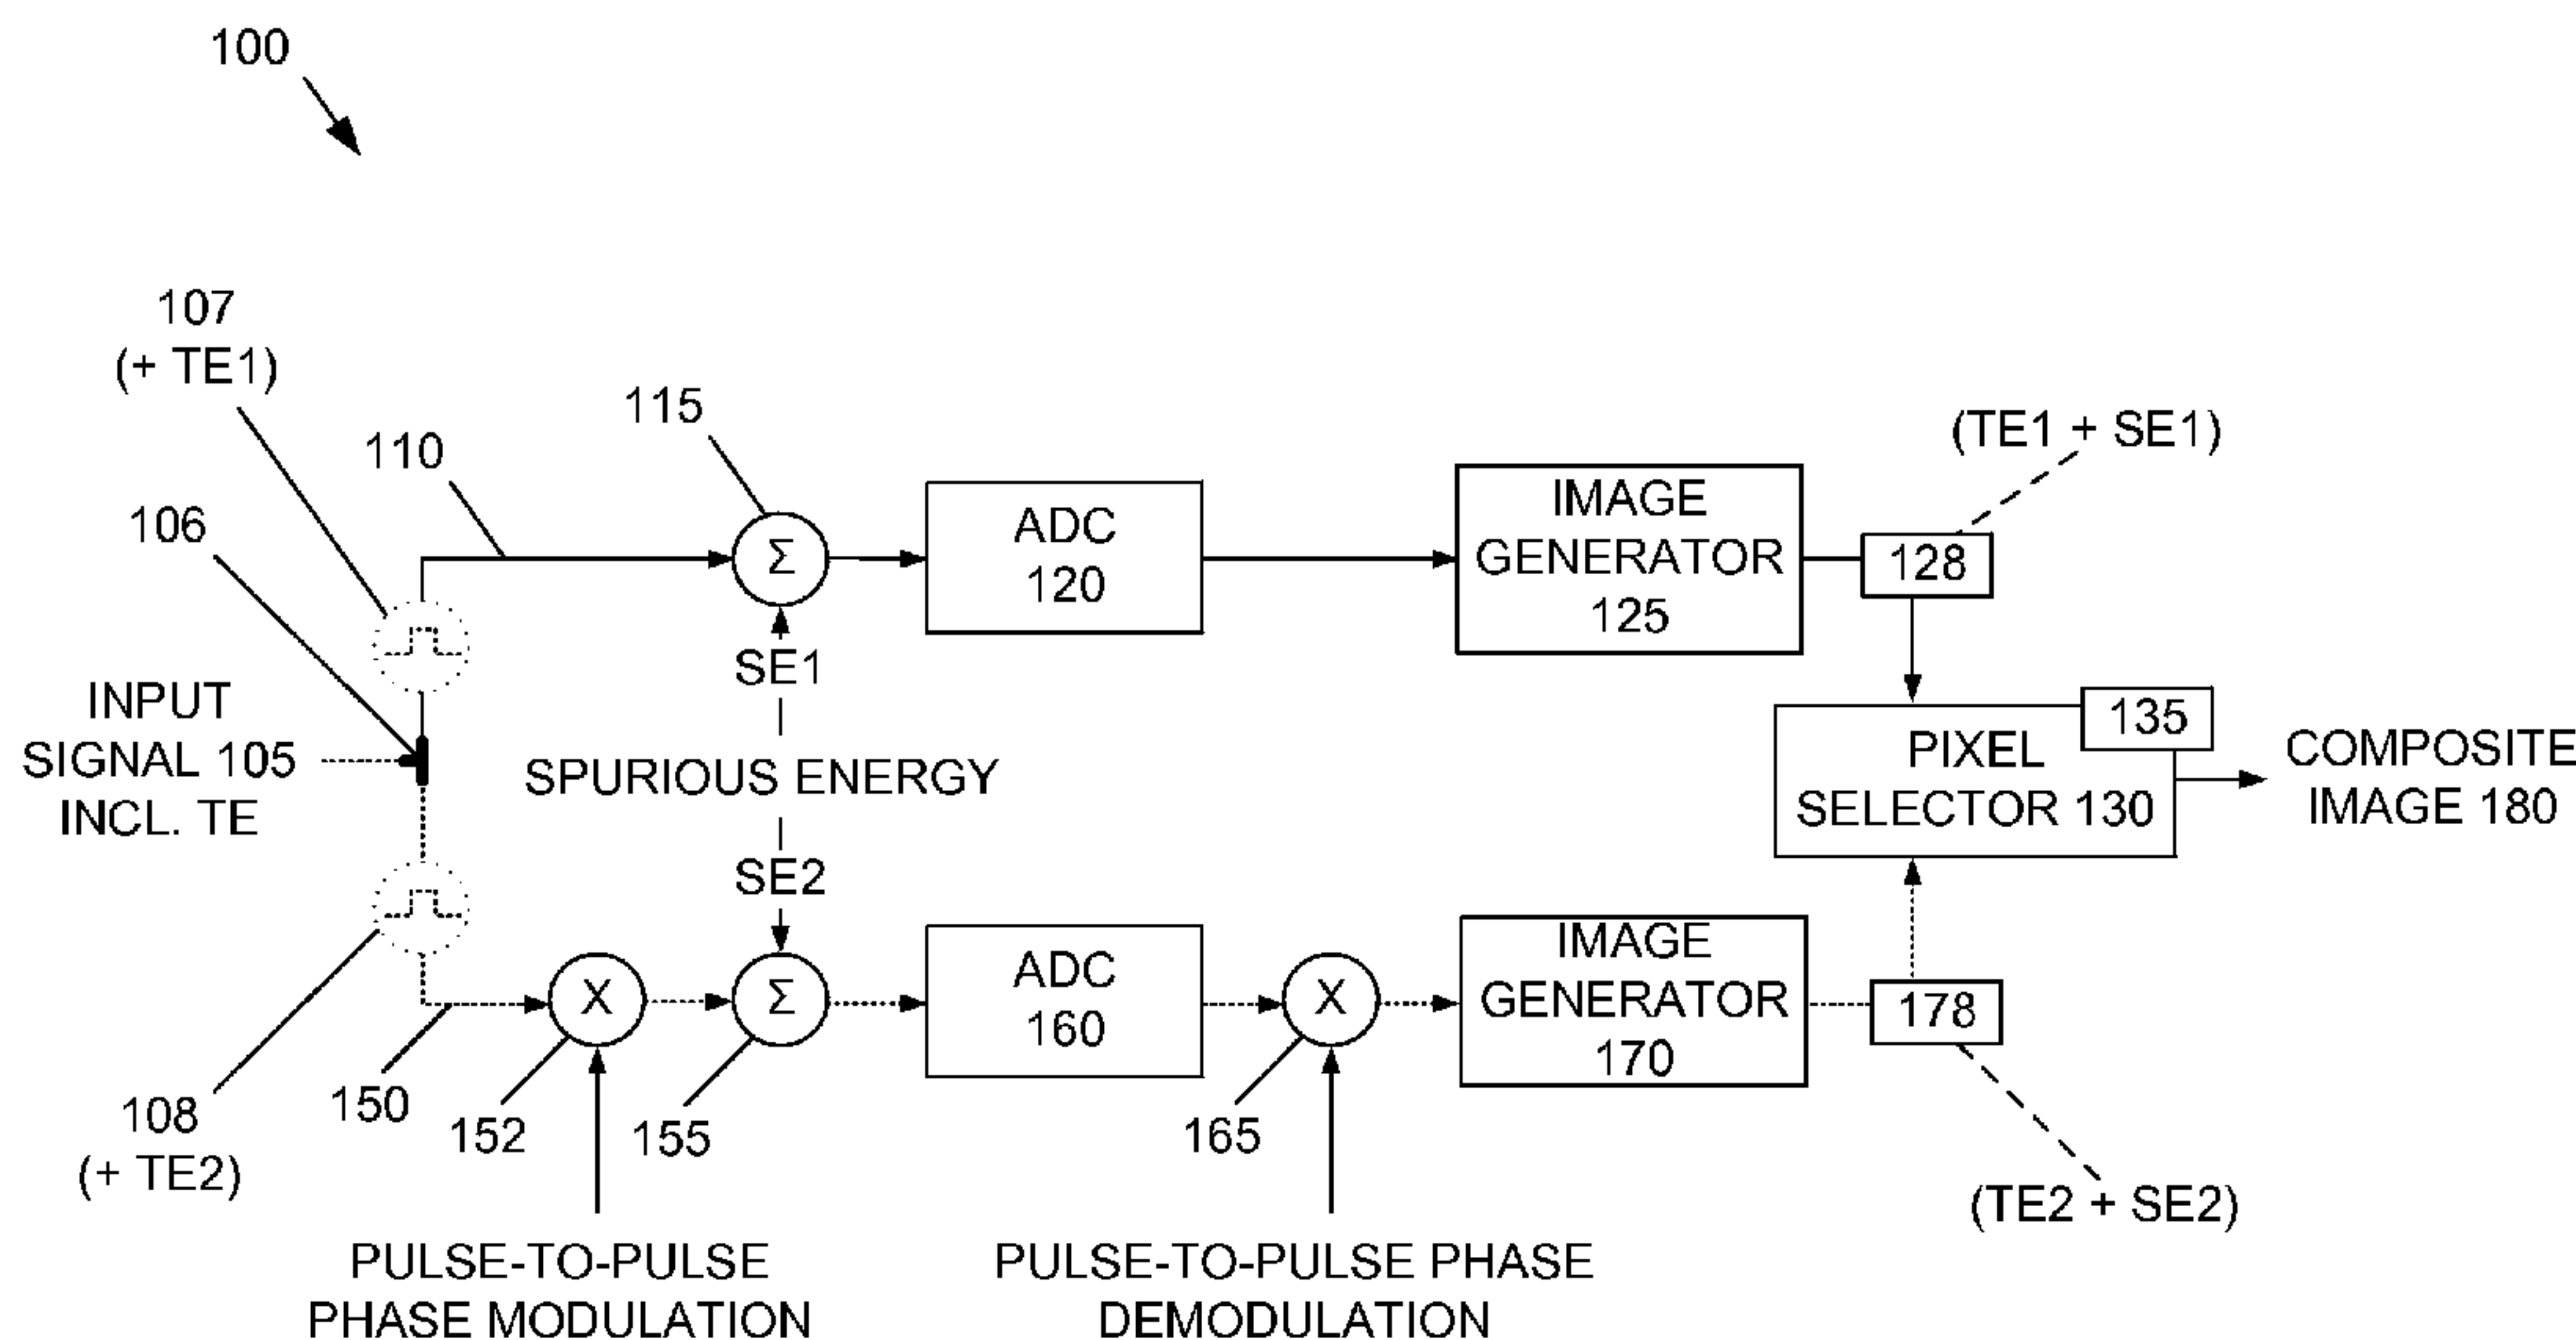 100
107
(+ TE1)
115
110
(TE1 + SE1)
106
Σ
ADC
120
IMAGE
GENERATOR
125
128
SE1
INPUT
SIGNAL 105
INCL. TE
SPURIOUS ENERGY
135
PIXEL
SELECTOR 130
COMPOSITE
IMAGE 180
SE2
X
Σ
ADC
160
X
IMAGE
GENERATOR
170
178
108
(+ TE2)
150
152
155
165
(TE2 + SE2)
PULSE-TO-PULSE
PHASE MODULATION
PULSE-TO-PULSE PHASE
DEMODULATION